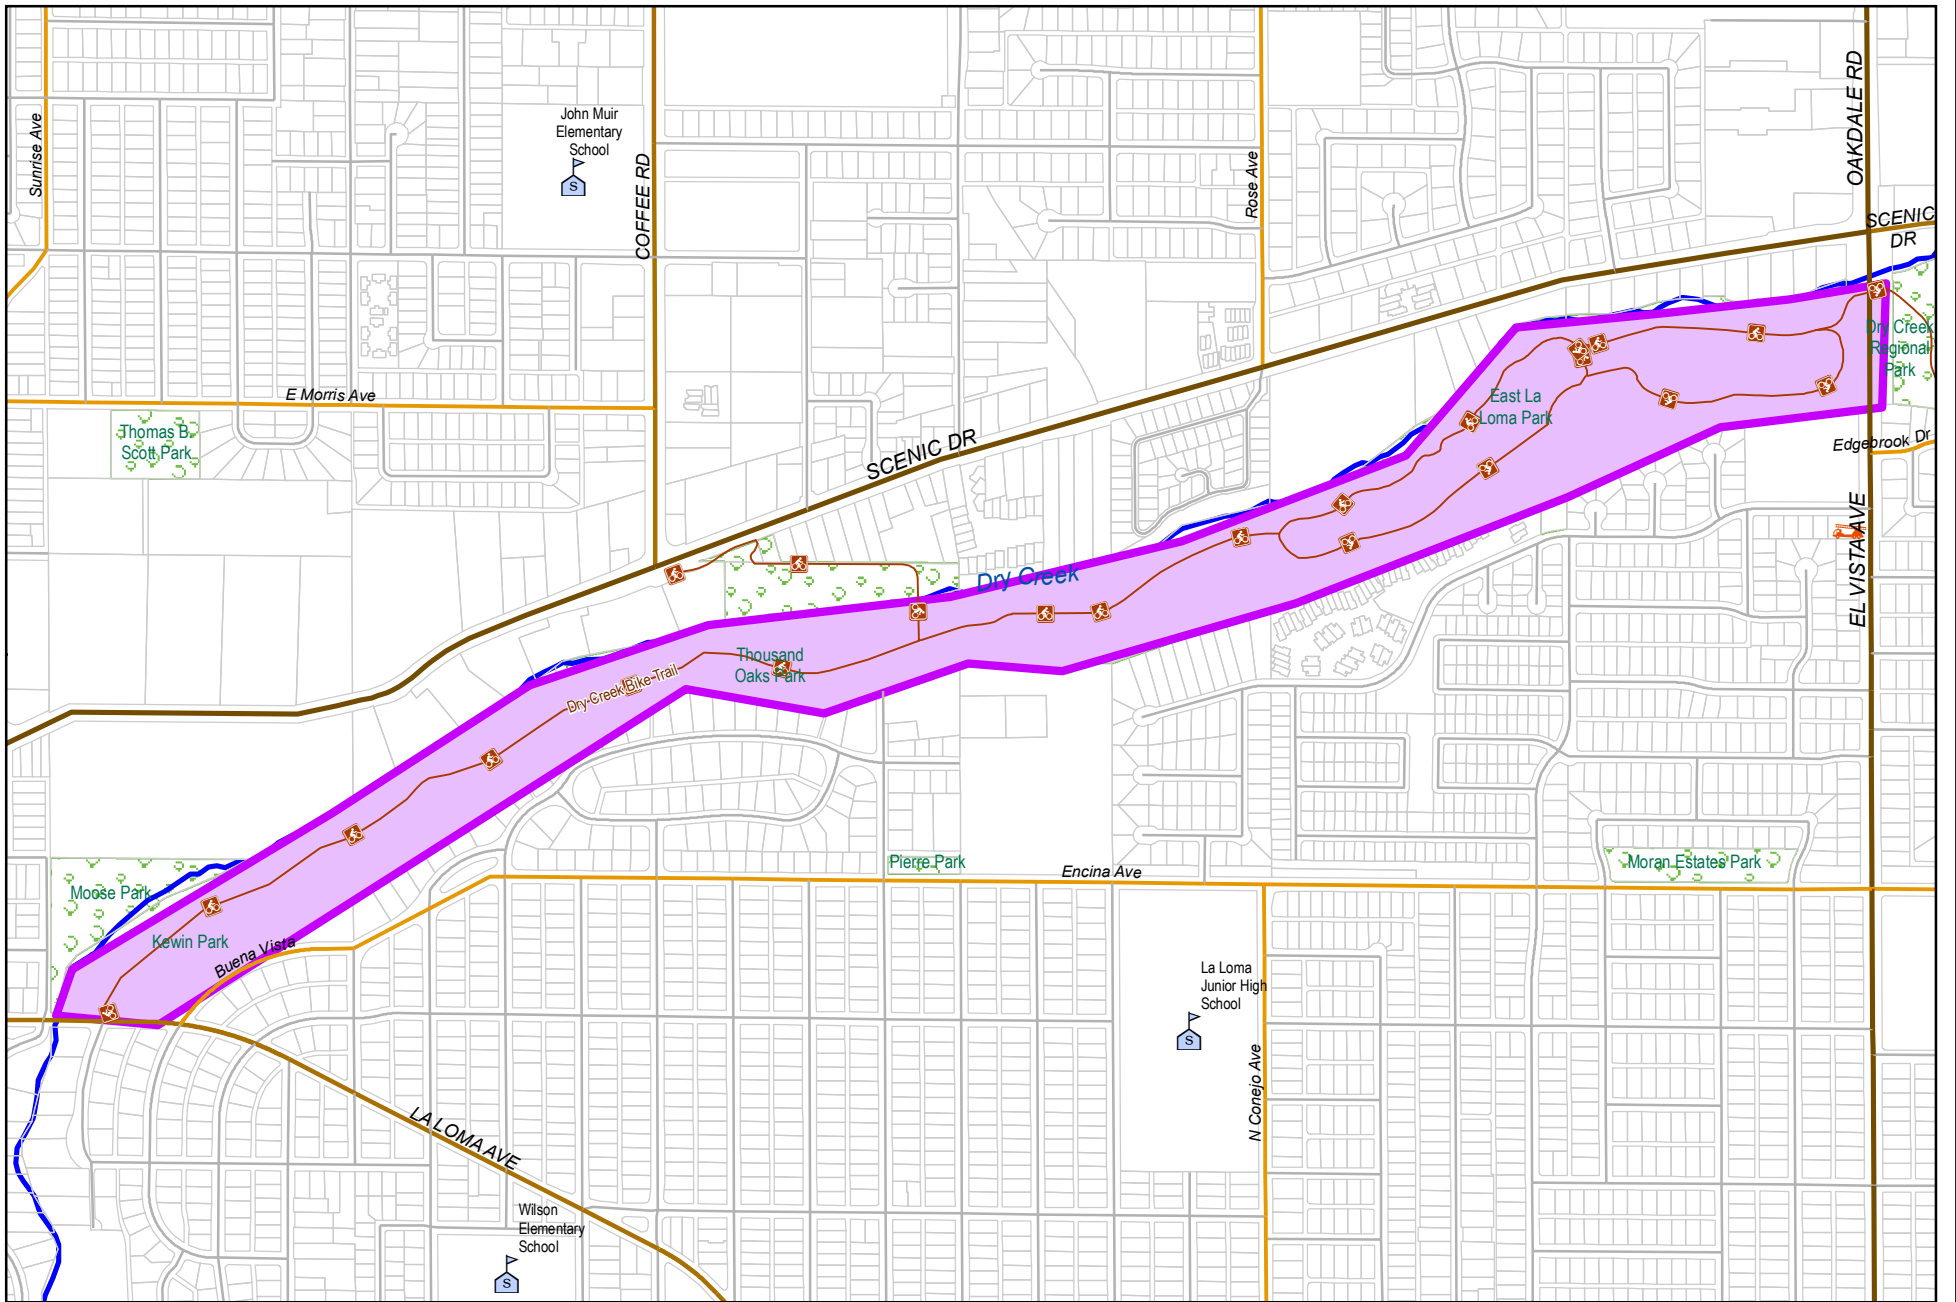 OAKDALE RD
Sunrise Ave
John Muir
Elementary
School
S
COFFEE RD
Rose Ave
SCENIC
DR
Dry Creek
Regional
Park
E Morris Ave
East La
Loma Park
Thomas B.
Scott Park
SCENIC DR
Edgebrook Dr
EL VISTA AVE
Dry Creek
Thousand
Oaks Park
Dry Creek Bike Trail
Pierre Park
Encina Ave
Moran Estates Park
Moose Park
Kewin Park
Buena Vista
La Loma
Junior High
School
S
N Conejo Ave
LA LOMA AVE
Wilson
Elementary
School
S